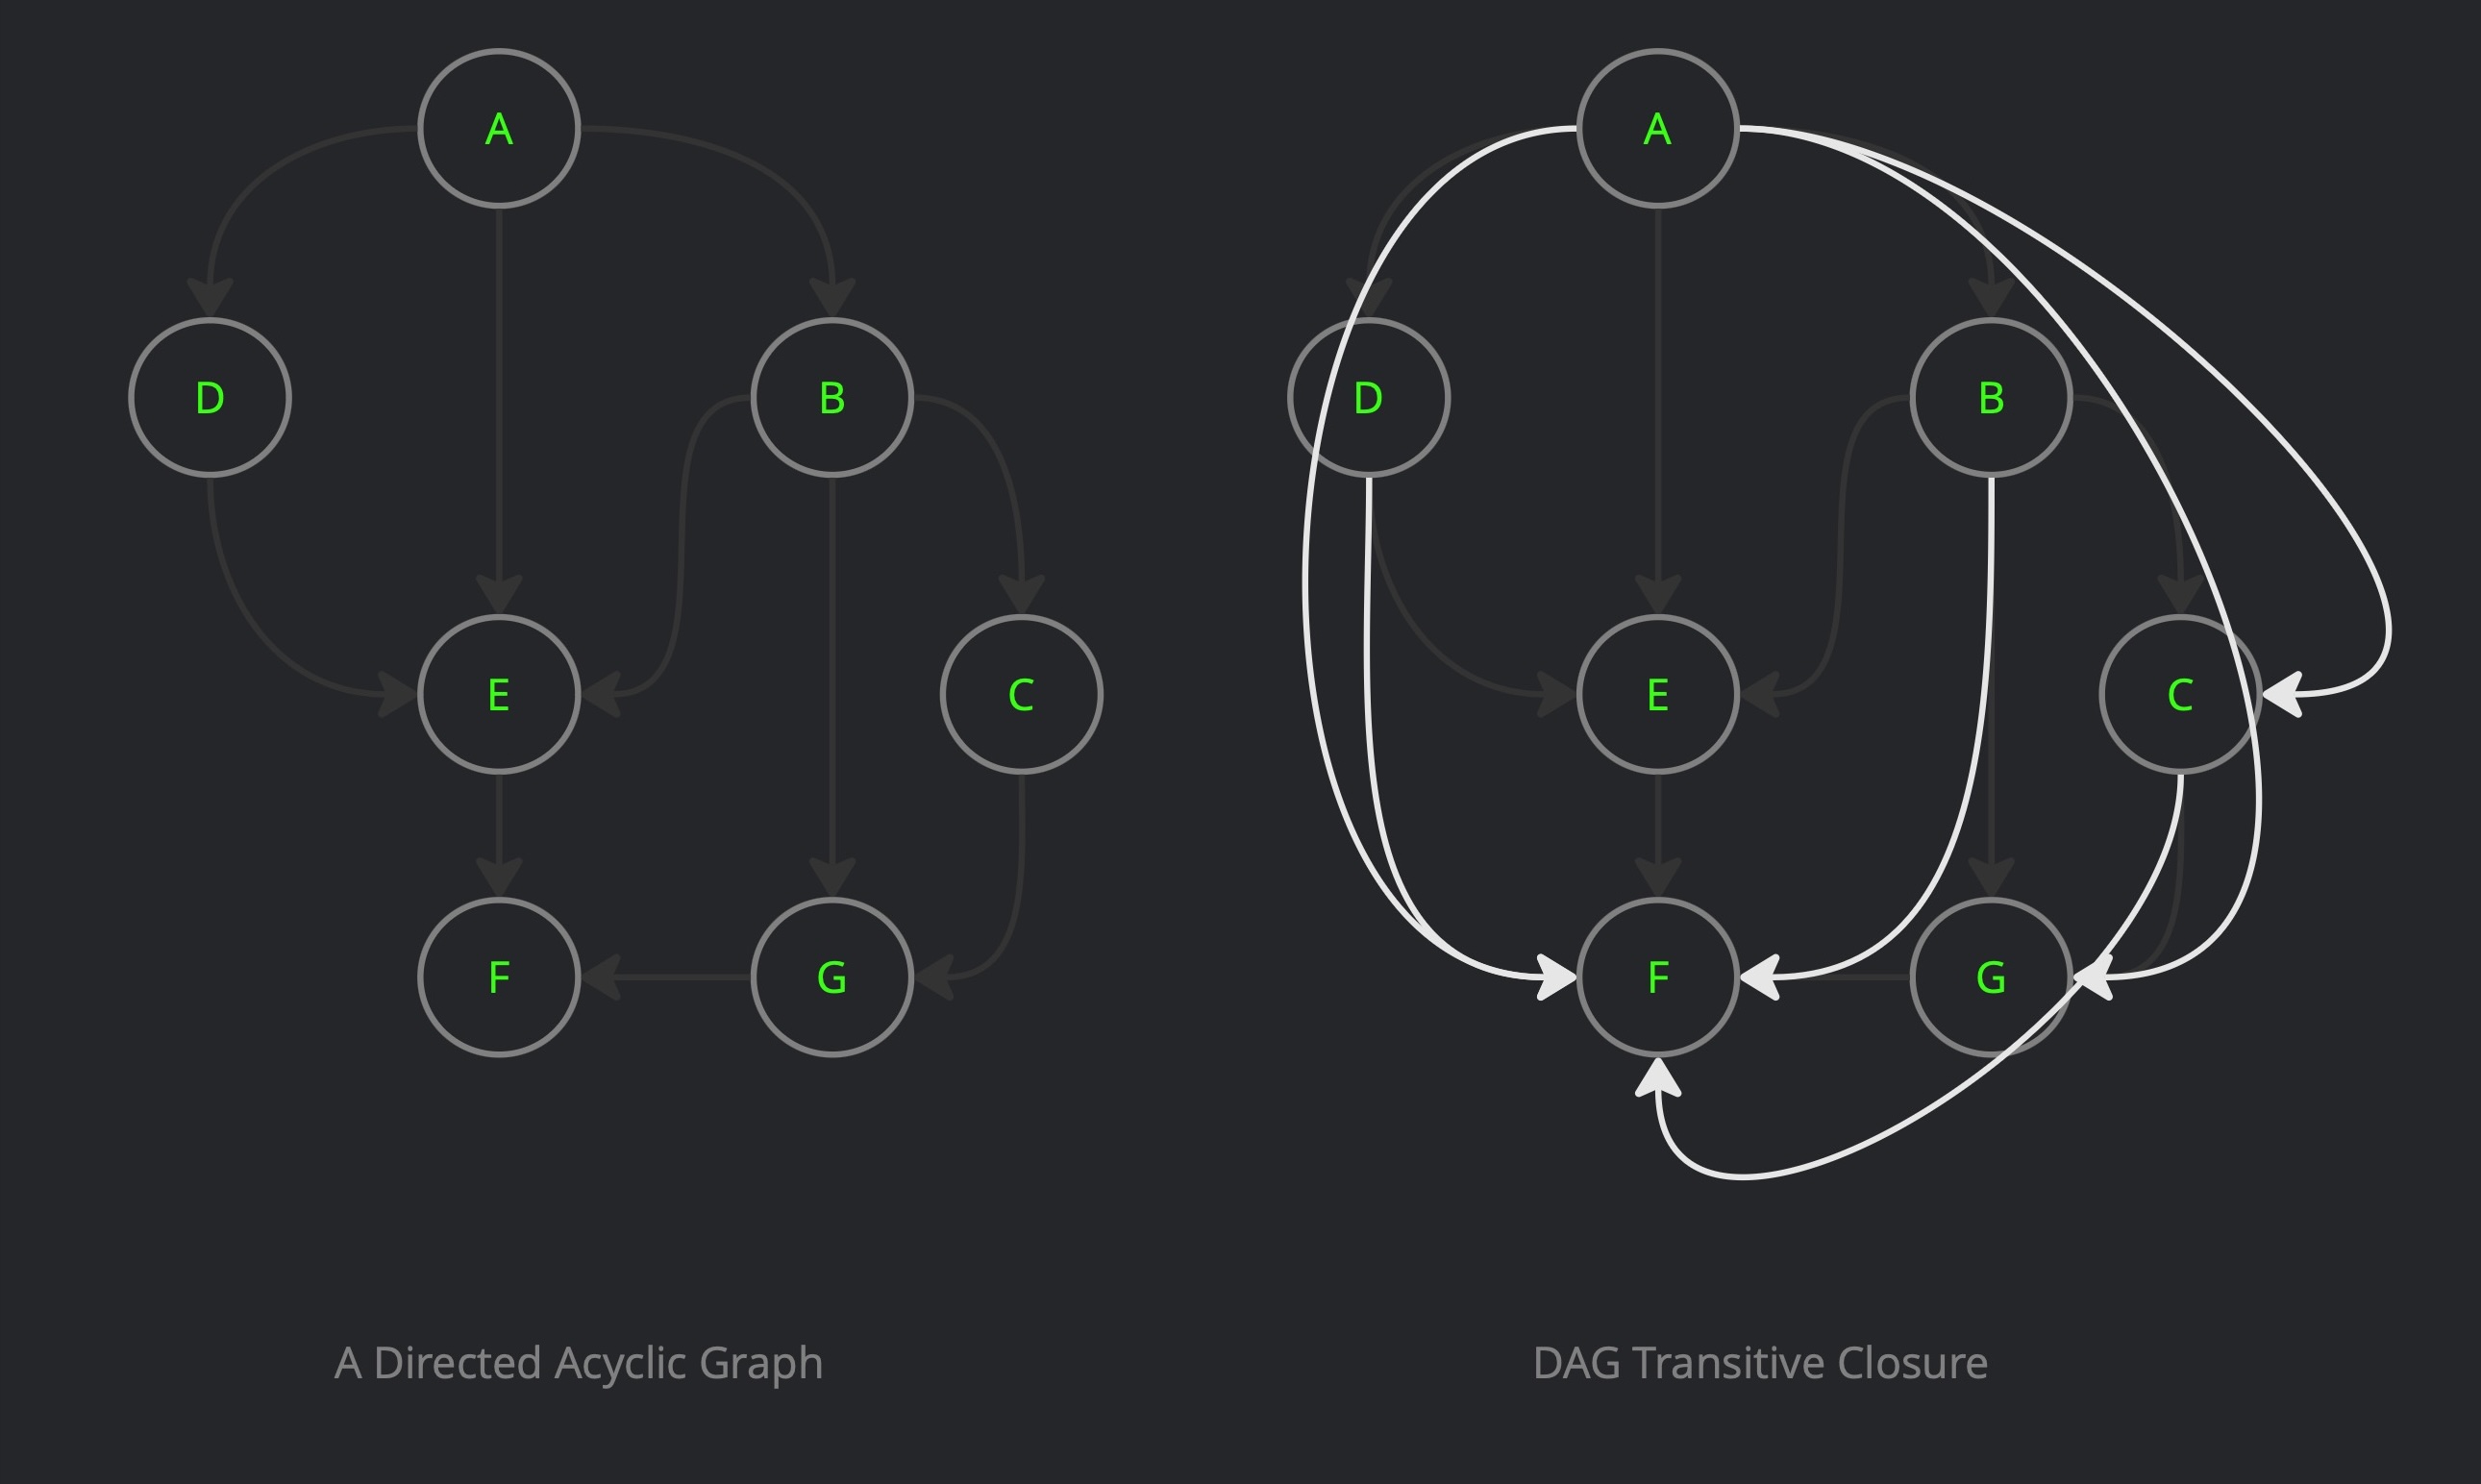 A
D
B
E
C
F
G
A Directed Acyclic Graph
A
D
B
E
C
F
G
DAG Transitive Closure